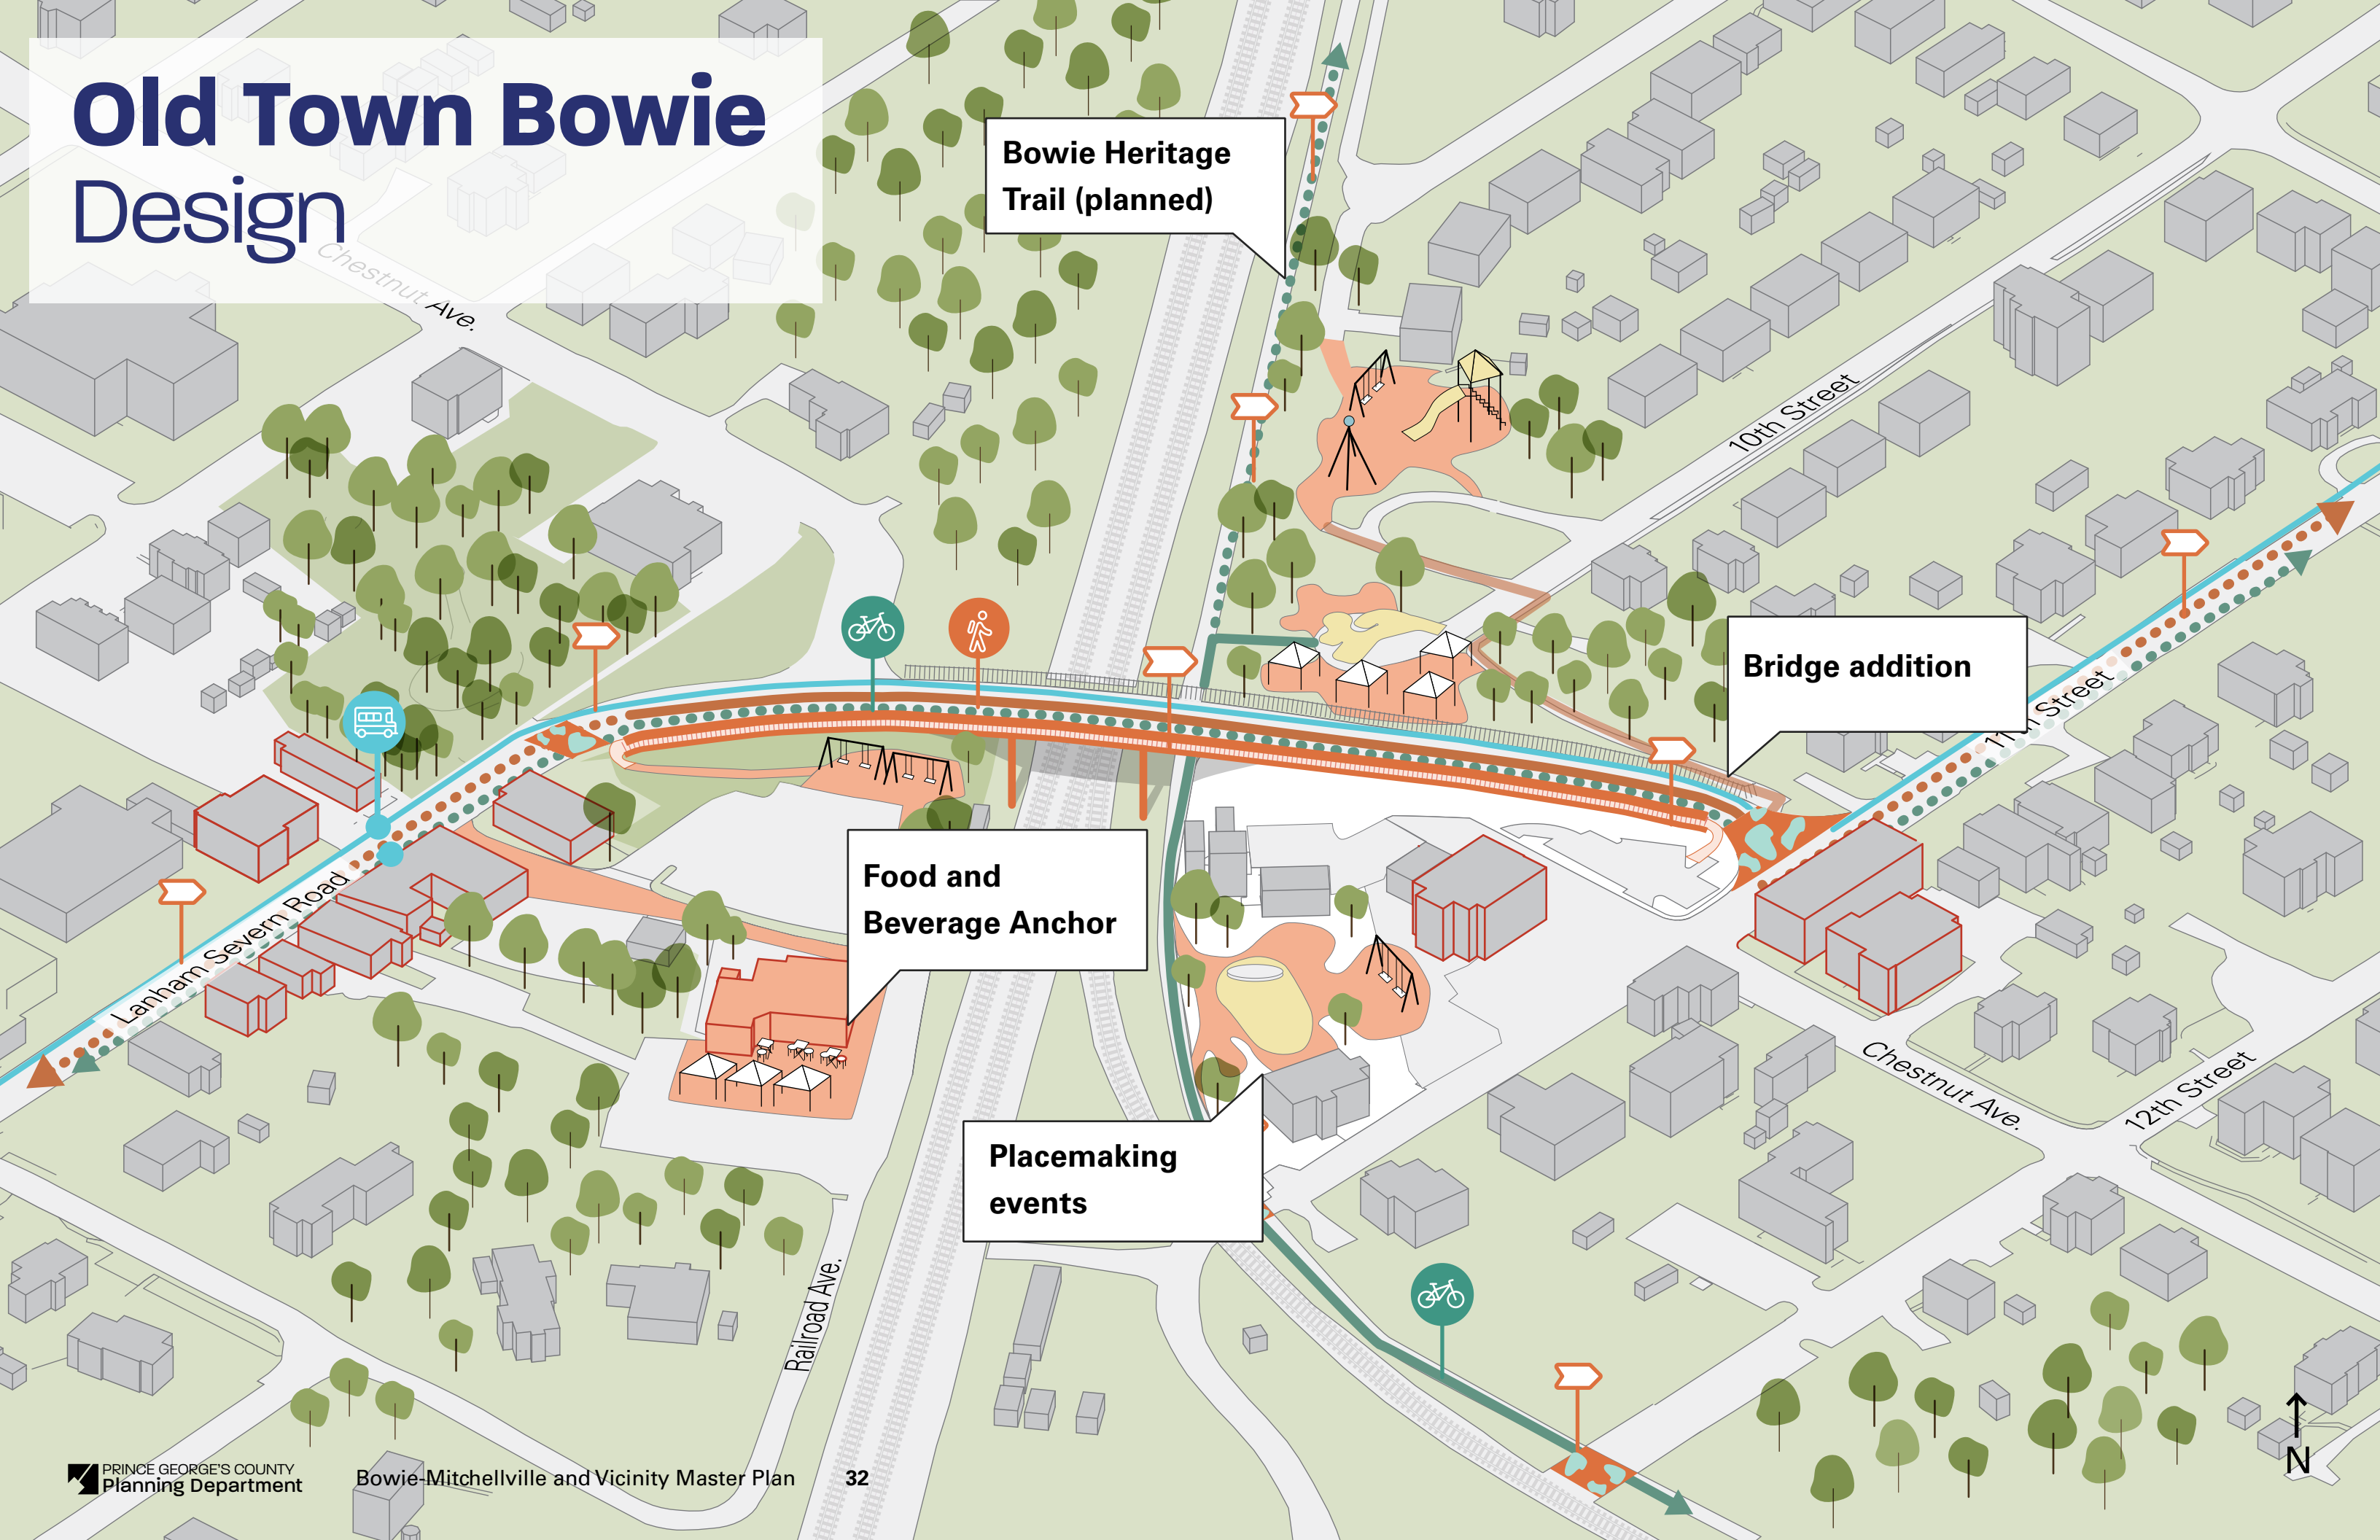 Old Town Bowie
Design
Chestnut Ave.
Bowie Heritage
Trail (planned)
10th Street
Bridge addition
11th Street
Food and
Beverage Anchor
Lanham Severn Road
Placemaking
events
Chestnut Ave.
12th Street
Railroad Ave.
N
PRINCE GEORGE'S COUNTY
Planning Department
Bowie-Mitchellville and Vicinity Master Plan 32